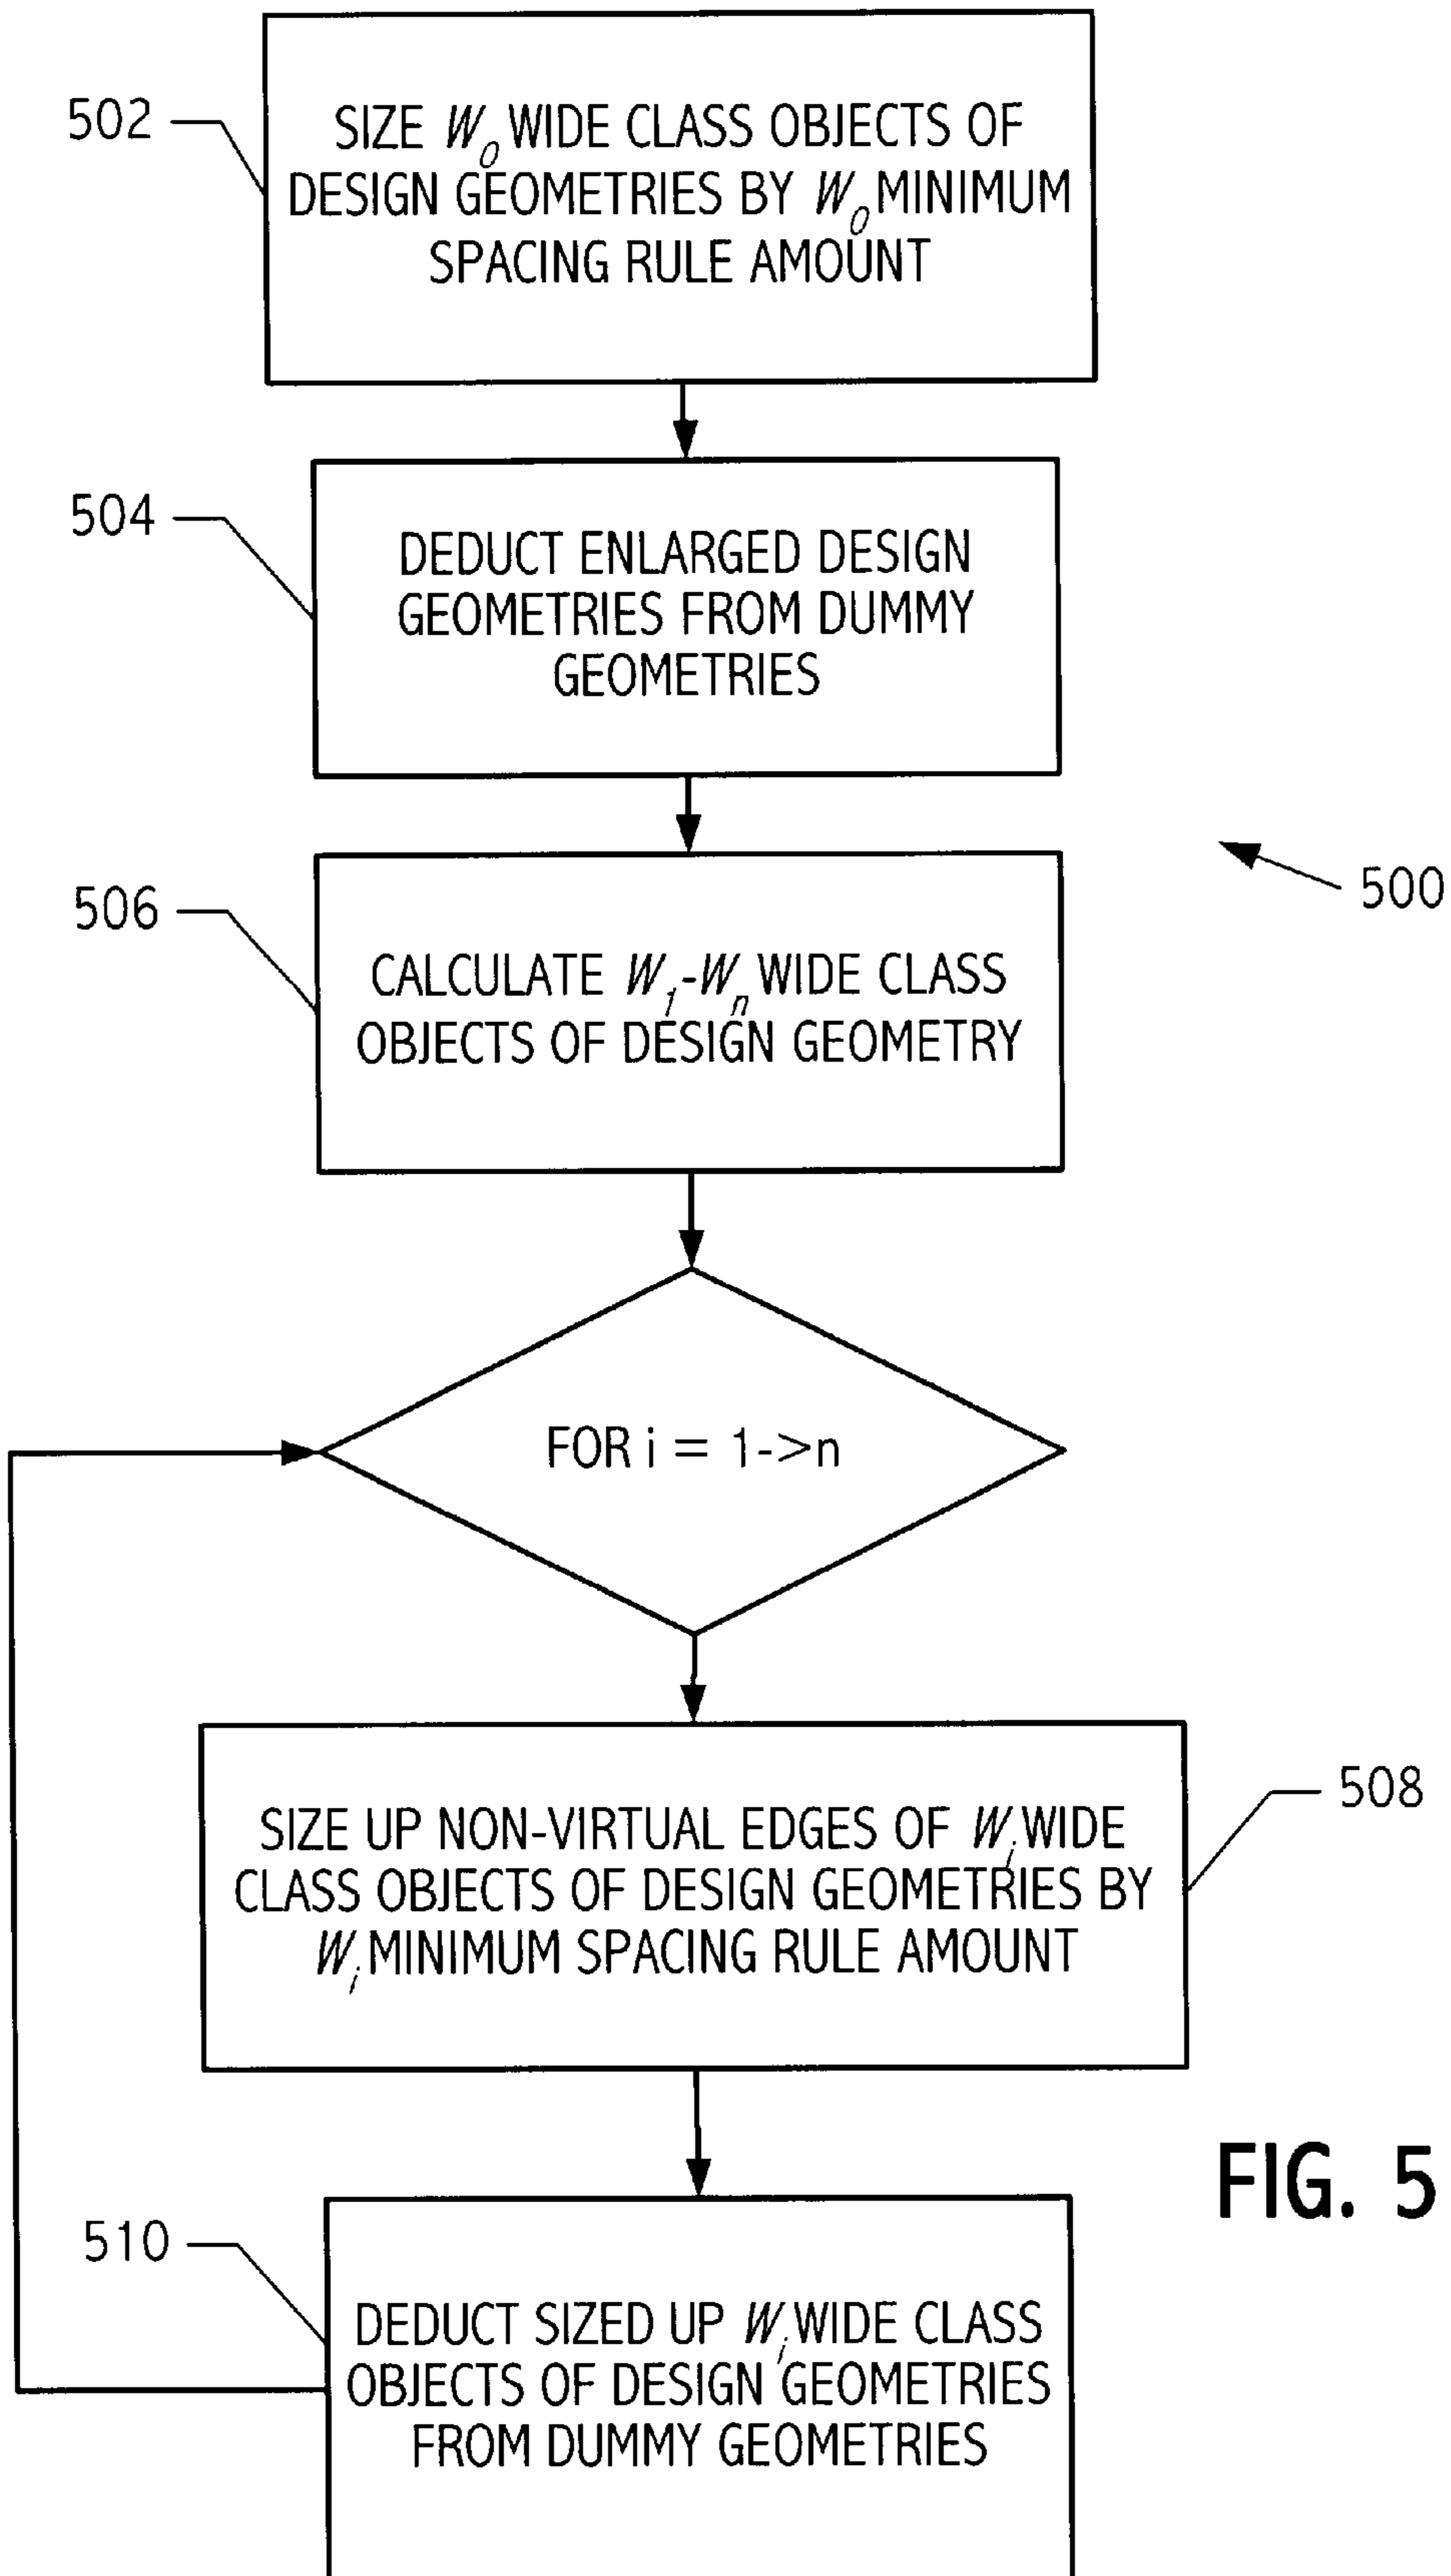 502
SIZE W0 WIDE CLASS OBJECTS OF
DESIGN GEOMETRIES BY W0 MINIMUM
SPACING RULE AMOUNT
504
DEDUCT ENLARGED DESIGN
GEOMETRIES FROM DUMMY
GEOMETRIES
500
506
CALCULATE W1-Wn WIDE CLASS
OBJECTS OF DESIGN GEOMETRY
FOR i = 1->n
508
SIZE UP NON-VIRTUAL EDGES OF Wi WIDE
CLASS OBJECTS OF DESIGN GEOMETRIES BY
Wi MINIMUM SPACING RULE AMOUNT
FIG. 5
510
DEDUCT SIZED UP Wi WIDE CLASS
OBJECTS OF DESIGN GEOMETRIES
FROM DUMMY GEOMETRIES